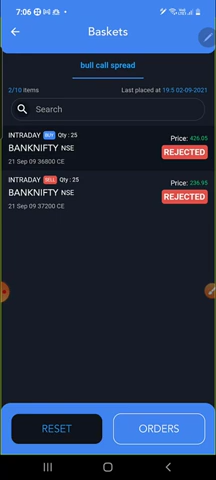 7:06
Baskets
bull call spread
2/10 items
Last placed at 19:5 02-09-2021
Search
INTRADAY BUY Qty : 25
Price: 426.05
BANKNIFTY NSE
REJECTED
21 Sep 09 36800 CE
INTRADAY SELL Qty : 25
Price: 236.95
BANKNIFTY NSE
REJECTED
21 Sep 09 37200 CE
RESET
ORDERS